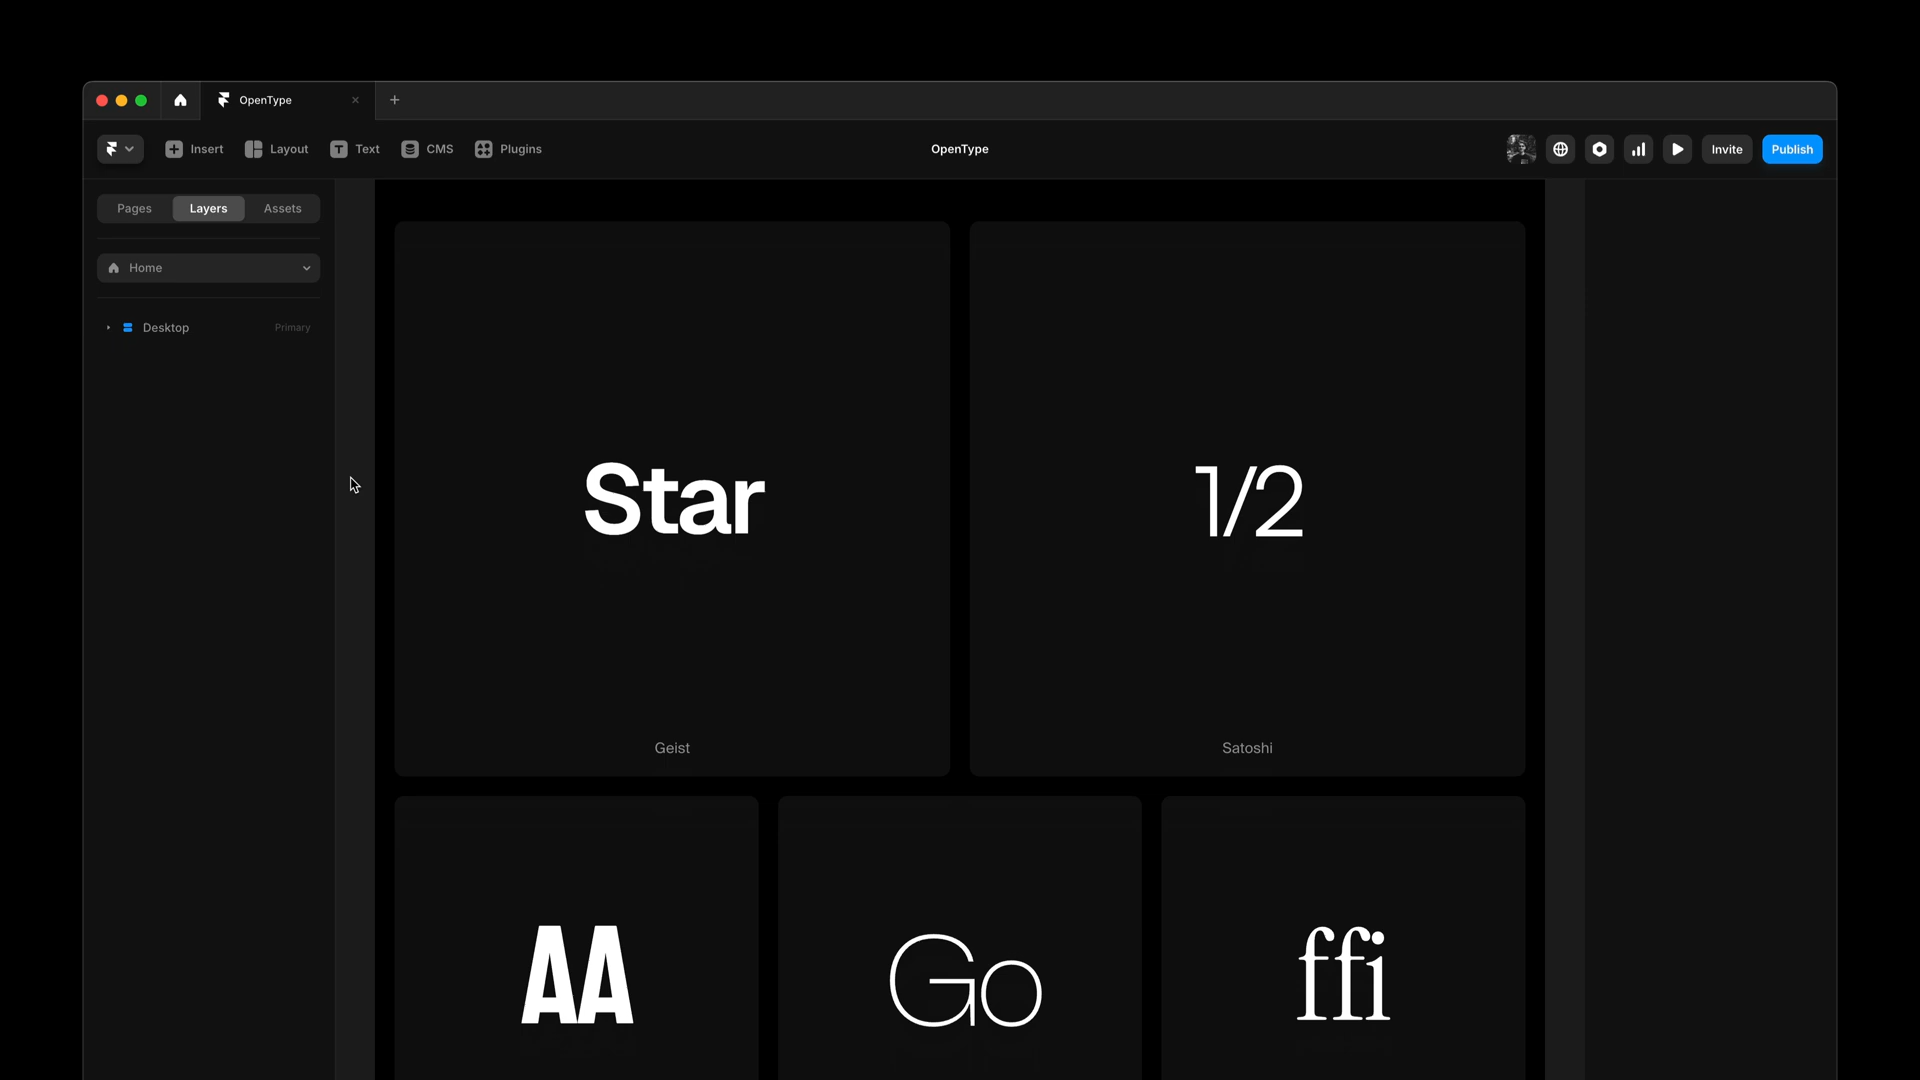 OpenType
Insert Layout Text CMS Plugins
OpenType
Invite Publish
Pages Layers Assets
Home
Desktop Primary
Star
1/2
Geist
Satoshi
AA
Go
ffi